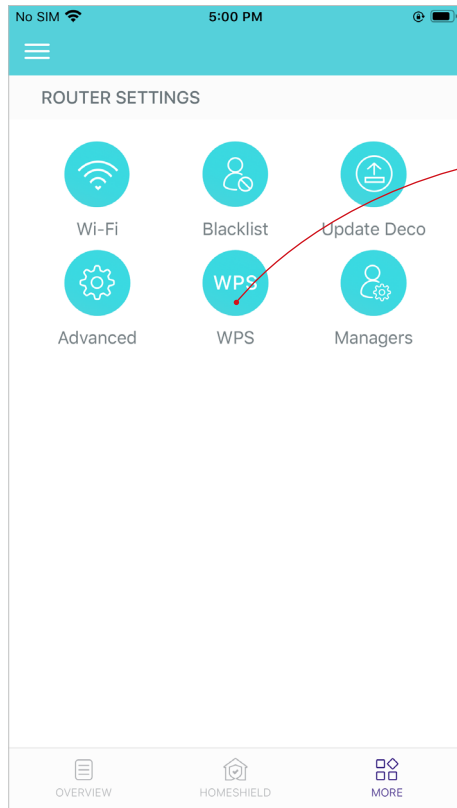 No SIM 5:00 PM
ROUTER SETTINGS
Wi-Fi Blacklist Update Deco
WPS
Advanced WPS Managers
OVERVIEW HOMESHIELD MORE